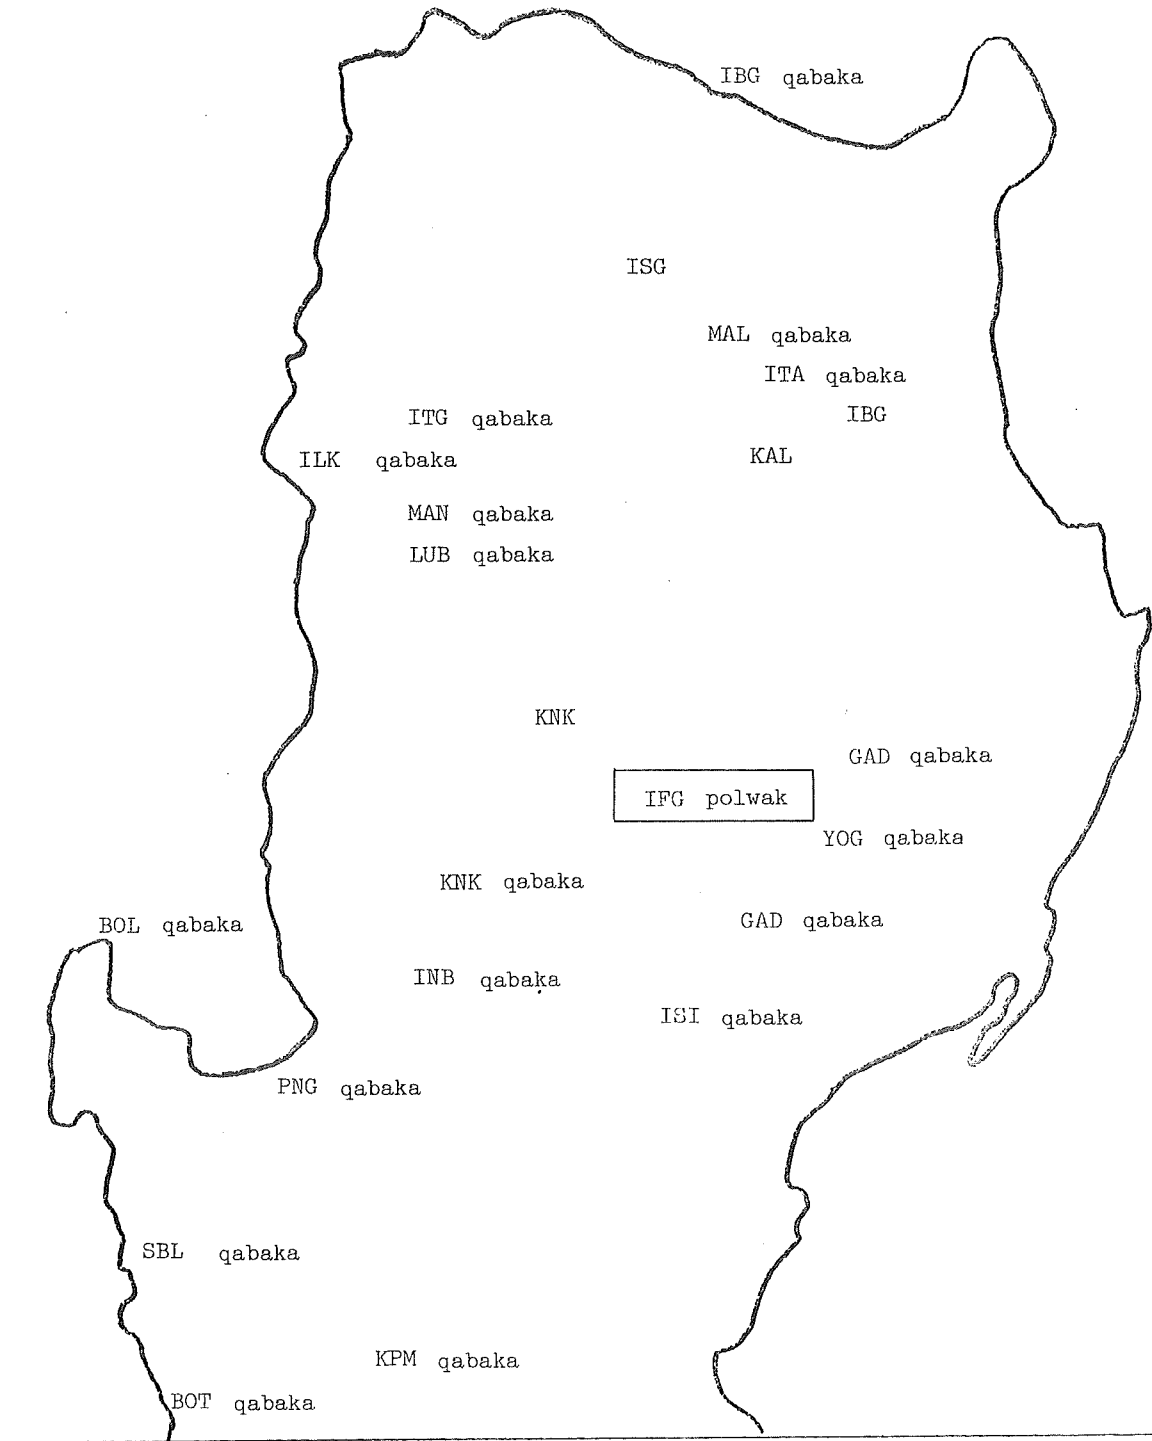 IBG qabaka
ISG
MAL qabaka
ITA qabaka
IBG
ITG qabaka
KAL
ILK qabaka
MAN qabaka
LUB qabaka
KNK
GAD qabaka
IFG polwak
YOG qabaka
KNK qabaka
GAD qabaka
BOL qabaka
INB qabaka
ISI qabaka
PNG qabaka
SBL qabaka
KPM qabaka
BOT qabaka